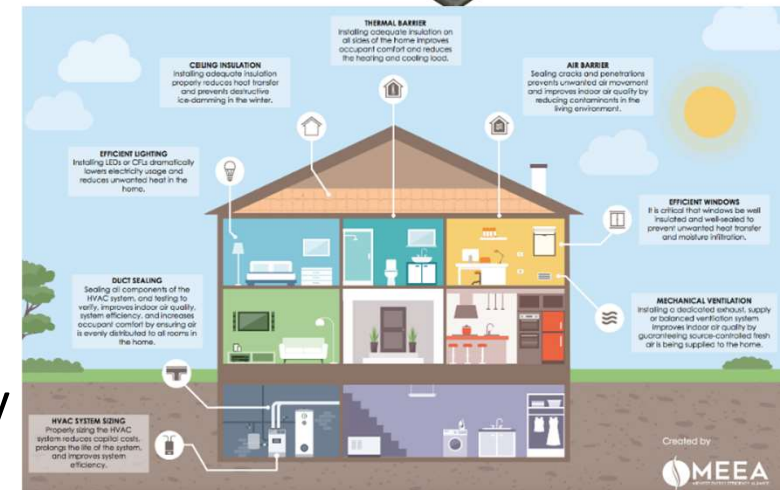 THERMAL BARRIER
Installing adequate insulation on
all sides of the home improves
occupant comfort and reduces
the heating and cooling load.
CEILING INSULATION
Installing adequate insulation
properly reduces heat transfer
and prevents destructive
ice-damming in the winter.
AIR BARRIER
Sealing cracks and penetrations
prevents unwanted air movement
and improves indoor air quality by
reducing contaminants in the
living environment.
EFFICIENT LIGHTING
Installing LEDs or CFLs dramatically
lowers electricity usage and
reduces unwanted heat in the
home.
EFFICIENT WINDOWS
It is critical that windows be well
insulated and well-sealed to
prevent unwanted heat transfer
and moisture infiltration.
DUCT SEALING
Sealing all components of the
HVAC system, and testing to
verify, improves indoor air quality,
system efficiency, and increases
occupant comfort by ensuring air
is evenly distributed to all rooms in
the home.
MECHANICAL VENTILATION
Installing a dedicated exhaust, supply
or balanced ventilation system
improves indoor air quality by
guaranteeing source-controlled fresh
air is being supplied to the home.
y
HVAC SYSTEM SIZING
Properly sizing the HVAC
system reduces capital costs,
prolongs the life of the system,
and improves system
efficiency.
Created by
MEEA
MIDWEST ENERGY EFFICIENCY ALLIANCE